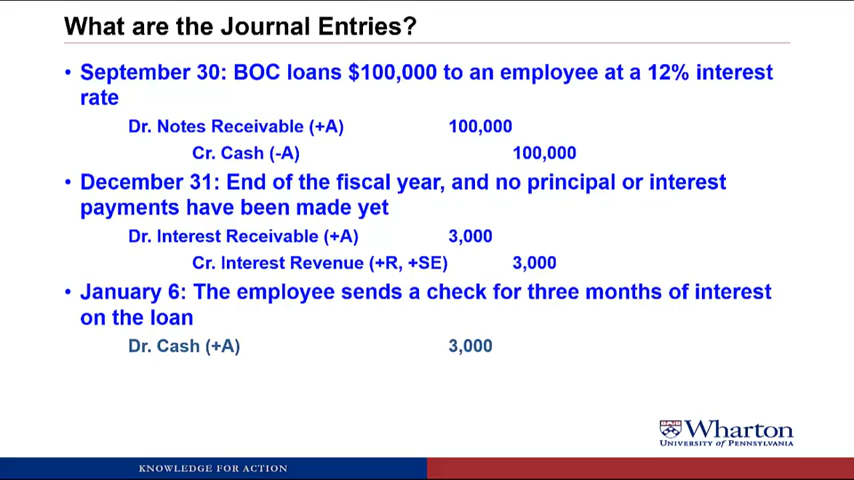 What are the Journal Entries?
• September 30: BOC loans $100,000 to an employee at a 12% interest
rate
Dr. Notes Receivable (+A) 100,000
Cr. Cash (-A) 100,000
• December 31: End of the fiscal year, and no principal or interest
payments have been made yet
Dr. Interest Receivable (+A) 3,000
Cr. Interest Revenue (+R, +SE) 3,000
• January 6: The employee sends a check for three months of interest
on the loan
Dr. Cash (+A) 3,000
Wharton
UNIVERSITY of PENNSYLVANIA
KNOWLEDGE FOR ACTION